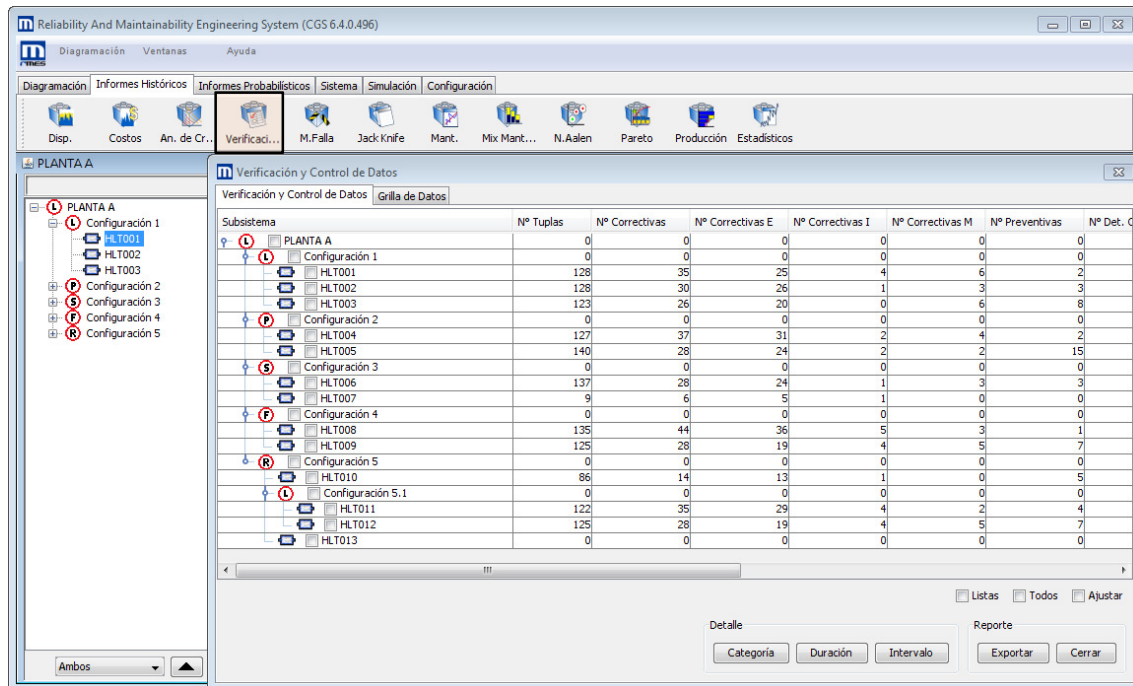 Reliability And Maintainability Engineering System (CGS 6.4.0.496)
m rmes Diagramación Ventanas Ayuda
Diagramación Informes Históricos Informes Probabilísticos Sistema Simulación Configuración
Disp. Costos An. de Cr... Verificaci... M.Falla Jack Knife Mant. Mix Mant... N.Aalen Pareto Producción Estadísticos
PLANTA A
L PLANTA A
L Configuración 1
HLT001
HLT002
HLT003
P Configuración 2
S Configuración 3
F Configuración 4
R Configuración 5
Ambos
Verificación y Control de Datos
Verificación y Control de Datos Grilla de Datos
Subsistema Nº Tuplas Nº Correctivas Nº Correctivas E Nº Correctivas I Nº Correctivas M Nº Preventivas Nº Det. C
L PLANTA A 0 0 0 0 0 0
L Configuración 1 0 0 0 0 0 0
HLT001 128 35 25 4 6 2
HLT002 128 30 26 1 3 3
HLT003 123 26 20 0 6 8
P Configuración 2 0 0 0 0 0 0
HLT004 127 37 31 2 4 2
HLT005 140 28 24 2 2 15
S Configuración 3 0 0 0 0 0 0
HLT006 137 28 24 1 3 3
HLT007 9 6 5 1 0 0
F Configuración 4 0 0 0 0 0 0
HLT008 135 44 36 5 3 1
HLT009 125 28 19 4 5 7
R Configuración 5 0 0 0 0 0 0
HLT010 86 14 13 1 0 5
L Configuración 5.1 0 0 0 0 0 0
HLT011 122 35 29 4 2 4
HLT012 125 28 19 4 5 7
HLT013 0 0 0 0 0 0
Listas Todos Ajustar
Detalle Reporte
Categoría Duración Intervalo Exportar Cerrar